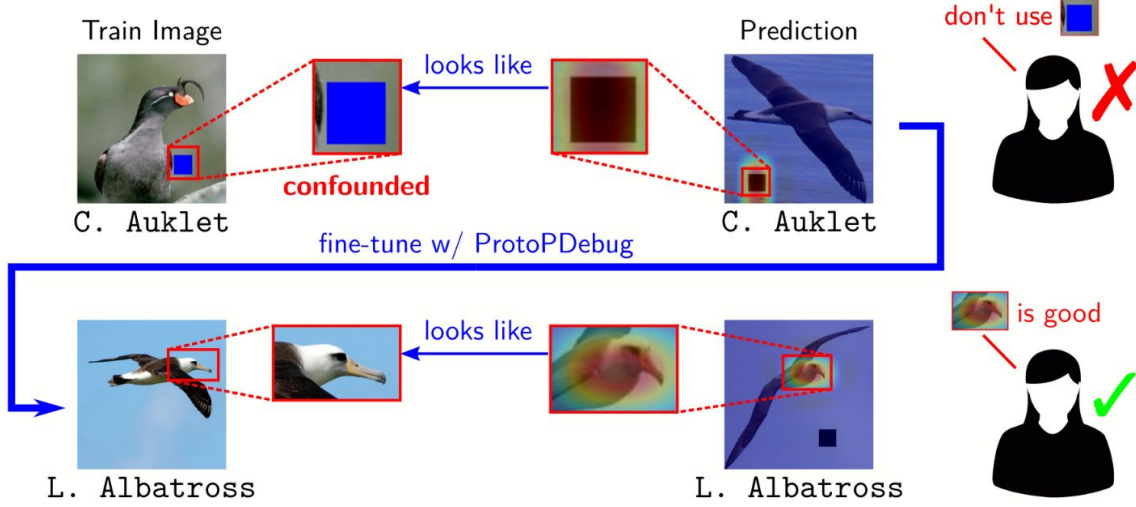 don't use
Train Image
Prediction
looks like
confounded
C. Auklet
C. Auklet
fine-tune w/ ProtoPDebug
is good
looks like
L. Albatross
L. Albatross